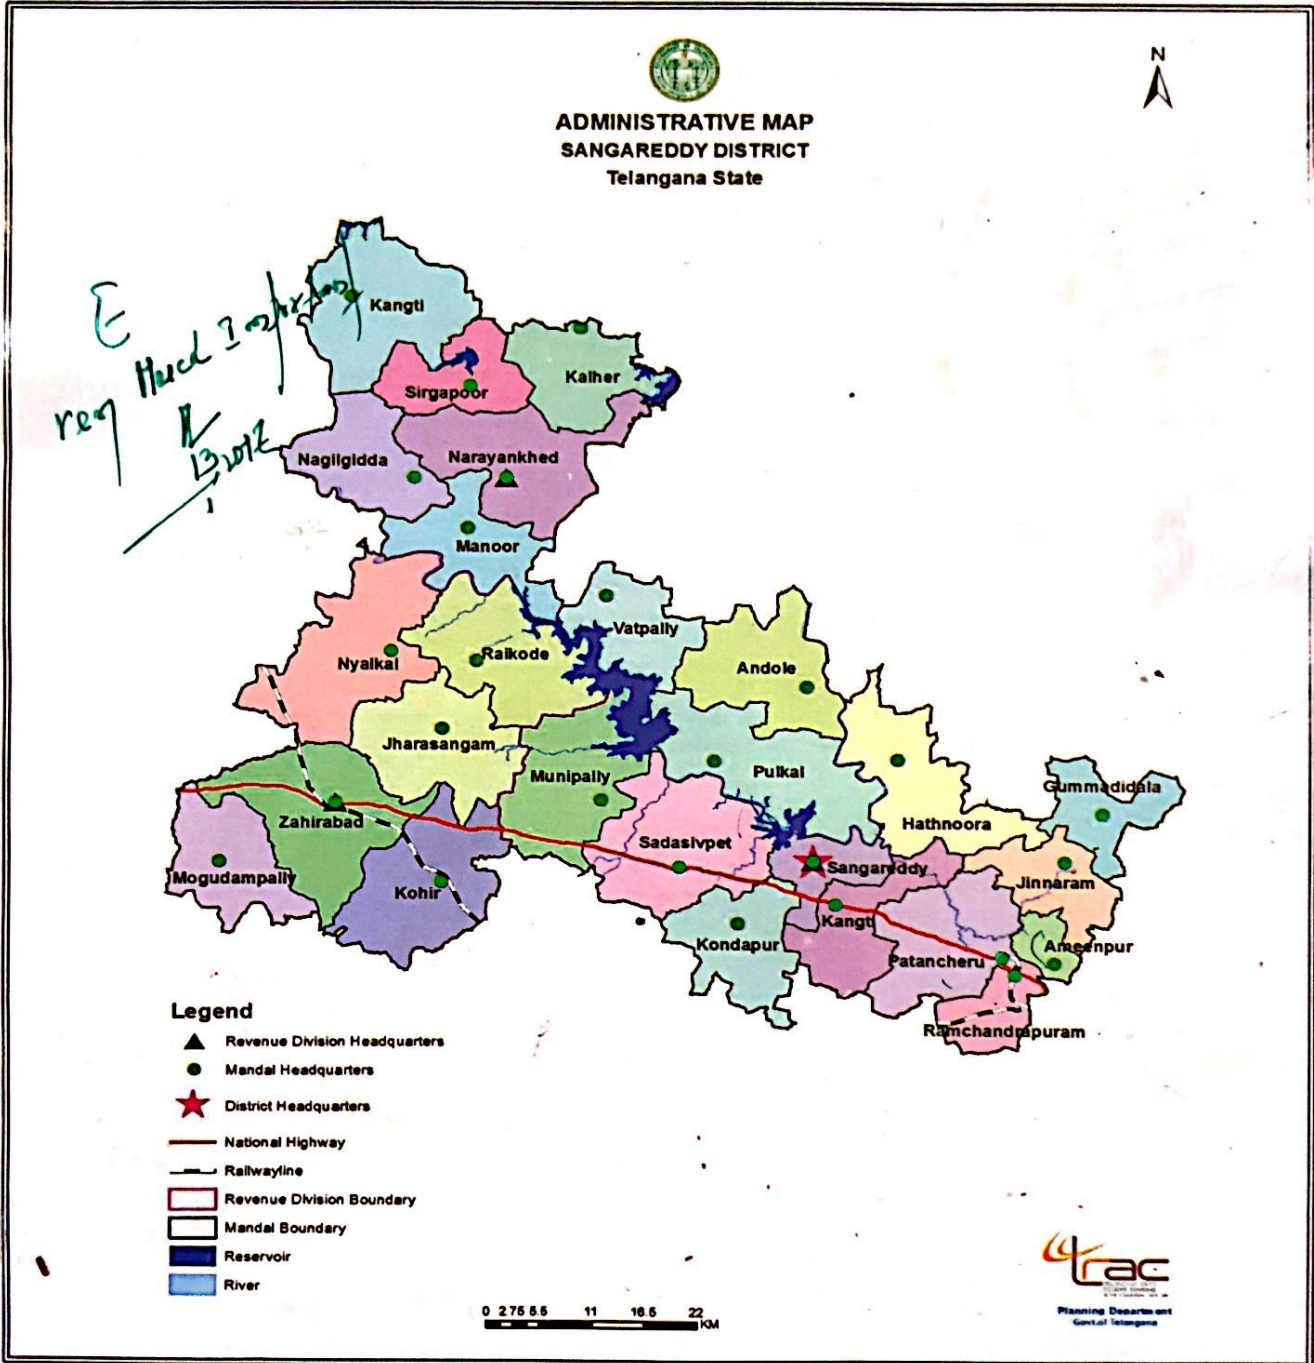 N
ADMINISTRATIVE MAP
SANGAREDDY DISTRICT
Telangana State
E
Kangti
Sirgapoor
Kalher
Nagilgidda
Narayankhed
Manoor
Vatpally
Nyalkal
Raikode
Andole
Jharasangam
Munipally
Pulkal
Gummadidala
Zahirabad
Hathnoora
Sadasivpet
Mogudampally
Kohir
Sangareddy
Jinnaram
Kangti
Kondapur
Patancheru
Ameenpur
Ramchandrapuram
Legend
Revenue Division Headquarters
Mandal Headquarters
District Headquarters
National Highway
Railwayline
Revenue Division Boundary
Mandal Boundary
Reservoir
River
0 2.75 5.5 11 16.5 22
KM
trac
Planning Department
Govt.of Telangana